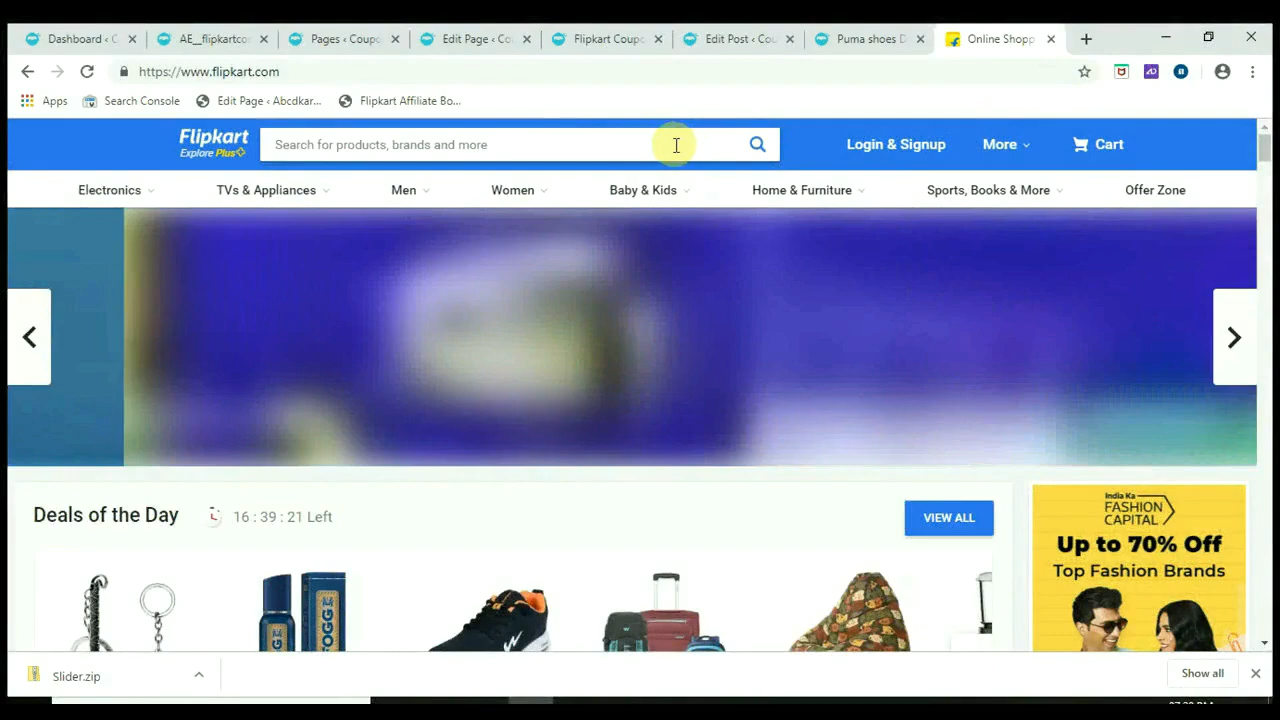 Dashboard ‹ C
AE__flipkartco
Pages ‹ Coupo
Edit Page ‹ Co
Flipkart Coupo
Edit Post ‹ Cou
Puma shoes D
Online Shopp
https://www.flipkart.com
Apps
Search Console
Edit Page ‹ Abcdkar...
Flipkart Affiliate Bo...
Flipkart
Explore Plus
Search for products, brands and more
Login & Signup
More
Cart
Electronics
TVs & Appliances
Men
Women
Baby & Kids
Home & Furniture
Sports, Books & More
Offer Zone
Deals of the Day
16 : 39 : 21 Left
VIEW ALL
India Ka
FASHION
CAPITAL
Up to 70% Off
Top Fashion Brands
FOGG
FOGG
Slider.zip
Show all